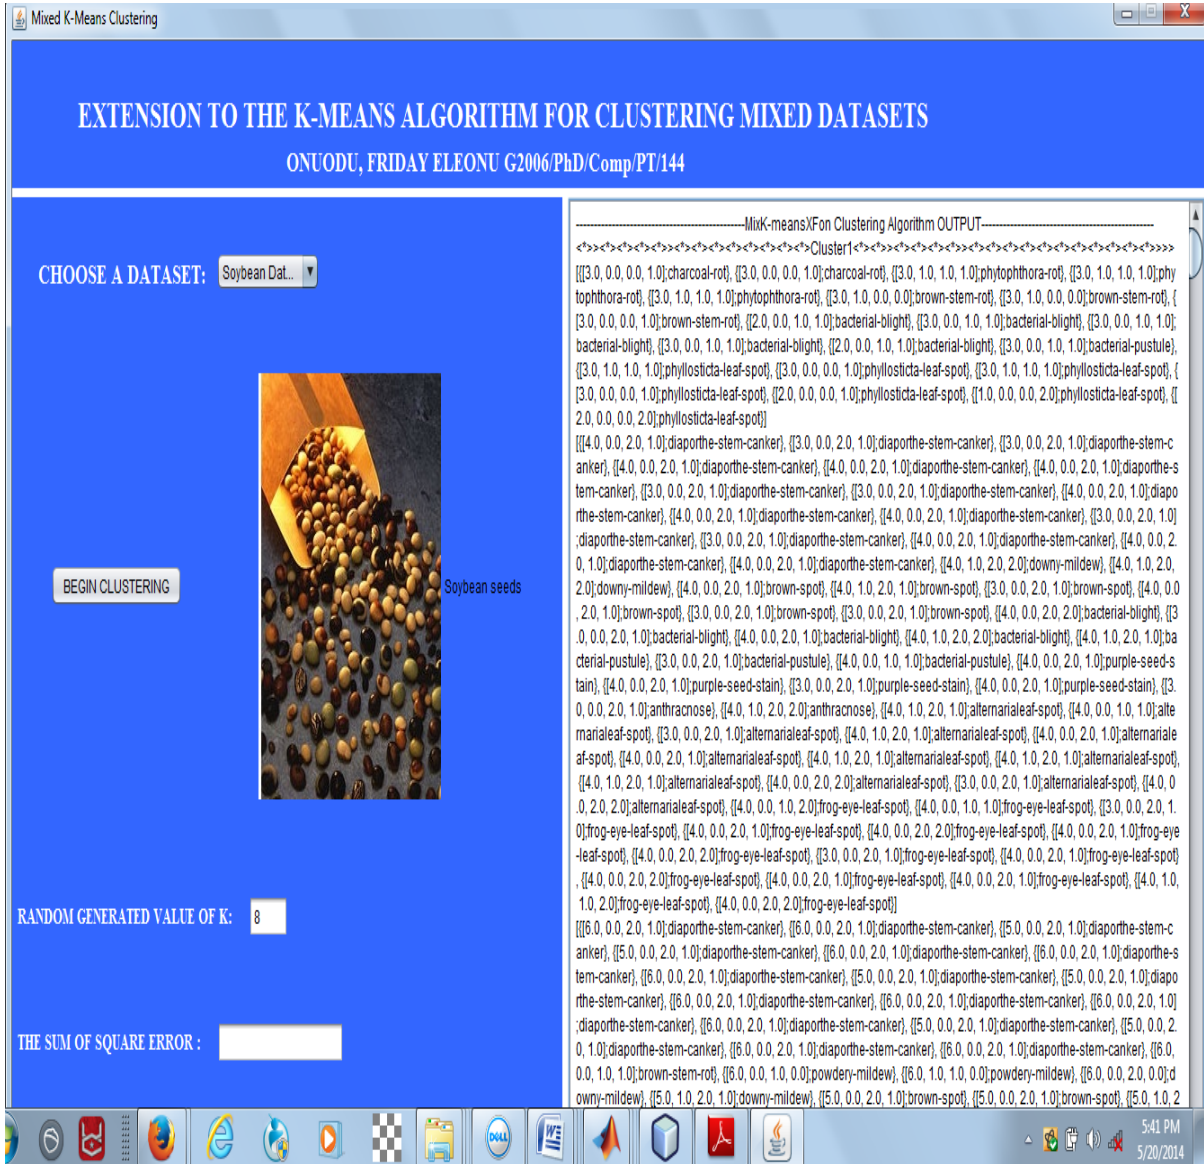 Mixed K-Means Clustering
EXTENSION TO THE K-MEANS ALGORITHM FOR CLUSTERING MIXED DATASETS
ONUODU, FRIDAY ELEONU G2006/PhD/Comp/PT/144
CHOOSE A DATASET:
Soybean Dat...
BEGIN CLUSTERING
Soybean seeds
RANDOM GENERATED VALUE OF K:
8
THE SUM OF SQUARE ERROR :
MixK-meansXFon Clustering Algorithm OUTPUT
Cluster1
[{[3.0, 0.0, 0.0, 1.0];charcoal-rot}, {[3.0, 0.0, 0.0, 1.0];charcoal-rot}, {[3.0, 1.0, 1.0, 1.0];phytophthora-rot}, {[3.0, 1.0, 1.0, 1.0];phy
tophthora-rot}, {[3.0, 1.0, 1.0, 1.0];phytophthora-rot}, {[3.0, 1.0, 0.0, 0.0];brown-stem-rot}, {[3.0, 1.0, 0.0, 0.0];brown-stem-rot}, {
[3.0, 0.0, 0.0, 1.0];brown-stem-rot}, {[2.0, 0.0, 1.0, 1.0];bacterial-blight}, {[3.0, 0.0, 1.0, 1.0];bacterial-blight}, {[3.0, 0.0, 1.0, 1.0];
bacterial-blight}, {[3.0, 0.0, 1.0, 1.0];bacterial-blight}, {[2.0, 0.0, 1.0, 1.0];bacterial-blight}, {[3.0, 0.0, 1.0, 1.0];bacterial-pustule},
{[3.0, 1.0, 1.0, 1.0];phyllosticta-leaf-spot}, {[3.0, 0.0, 0.0, 1.0];phyllosticta-leaf-spot}, {[3.0, 1.0, 1.0, 1.0];phyllosticta-leaf-spot}, {
[3.0, 0.0, 0.0, 1.0];phyllosticta-leaf-spot}, {[2.0, 0.0, 0.0, 1.0];phyllosticta-leaf-spot}, {[1.0, 0.0, 0.0, 2.0];phyllosticta-leaf-spot}, {[
2.0, 0.0, 0.0, 2.0];phyllosticta-leaf-spot}]
[{[4.0, 0.0, 2.0, 1.0];diaporthe-stem-canker}, {[3.0, 0.0, 2.0, 1.0];diaporthe-stem-canker}, {[3.0, 0.0, 2.0, 1.0];diaporthe-stem-c
anker}, {[4.0, 0.0, 2.0, 1.0];diaporthe-stem-canker}, {[4.0, 0.0, 2.0, 1.0];diaporthe-stem-canker}, {[4.0, 0.0, 2.0, 1.0];diaporthe-s
tem-canker}, {[3.0, 0.0, 2.0, 1.0];diaporthe-stem-canker}, {[3.0, 0.0, 2.0, 1.0];diaporthe-stem-canker}, {[4.0, 0.0, 2.0, 1.0];diapo
rthe-stem-canker}, {[4.0, 0.0, 2.0, 1.0];diaporthe-stem-canker}, {[4.0, 0.0, 2.0, 1.0];diaporthe-stem-canker}, {[3.0, 0.0, 2.0, 1.0]
;diaporthe-stem-canker}, {[3.0, 0.0, 2.0, 1.0];diaporthe-stem-canker}, {[4.0, 0.0, 2.0, 1.0];diaporthe-stem-canker}, {[4.0, 0.0, 2.
0, 1.0];diaporthe-stem-canker}, {[4.0, 0.0, 2.0, 1.0];diaporthe-stem-canker}, {[4.0, 1.0, 2.0, 2.0];downy-mildew}, {[4.0, 1.0, 2.0,
2.0];downy-mildew}, {[4.0, 0.0, 2.0, 1.0];brown-spot}, {[4.0, 1.0, 2.0, 1.0];brown-spot}, {[3.0, 0.0, 2.0, 1.0];brown-spot}, {[4.0, 0.0
, 2.0, 1.0];brown-spot}, {[3.0, 0.0, 2.0, 1.0];brown-spot}, {[3.0, 0.0, 2.0, 1.0];brown-spot}, {[4.0, 0.0, 2.0, 2.0];bacterial-blight}, {[3
.0, 0.0, 2.0, 1.0];bacterial-blight}, {[4.0, 0.0, 2.0, 1.0];bacterial-blight}, {[4.0, 1.0, 2.0, 2.0];bacterial-blight}, {[4.0, 1.0, 2.0, 1.0];ba
cterial-pustule}, {[3.0, 0.0, 2.0, 1.0];bacterial-pustule}, {[4.0, 0.0, 1.0, 1.0];bacterial-pustule}, {[4.0, 0.0, 2.0, 1.0];purple-seed-s
tain}, {[4.0, 0.0, 2.0, 1.0];purple-seed-stain}, {[3.0, 0.0, 2.0, 1.0];purple-seed-stain}, {[4.0, 0.0, 2.0, 1.0];purple-seed-stain}, {[3.
0, 0.0, 2.0, 1.0];anthracnose}, {[4.0, 1.0, 2.0, 2.0];anthracnose}, {[4.0, 1.0, 2.0, 1.0];alternarialeaf-spot}, {[4.0, 0.0, 1.0, 1.0];alte
rnarialeaf-spot}, {[3.0, 0.0, 2.0, 1.0];alternarialeaf-spot}, {[4.0, 1.0, 2.0, 1.0];alternarialeaf-spot}, {[4.0, 0.0, 2.0, 1.0];alternariale
af-spot}, {[4.0, 0.0, 2.0, 1.0];alternarialeaf-spot}, {[4.0, 1.0, 2.0, 1.0];alternarialeaf-spot}, {[4.0, 1.0, 2.0, 1.0];alternarialeaf-spot},
{[4.0, 1.0, 2.0, 1.0];alternarialeaf-spot}, {[4.0, 0.0, 2.0, 2.0];alternarialeaf-spot}, {[3.0, 0.0, 2.0, 1.0];alternarialeaf-spot}, {[4.0, 0
.0, 2.0, 2.0];alternarialeaf-spot}, {[4.0, 0.0, 1.0, 2.0];frog-eye-leaf-spot}, {[4.0, 0.0, 1.0, 1.0];frog-eye-leaf-spot}, {[3.0, 0.0, 2.0, 1.
0];frog-eye-leaf-spot}, {[4.0, 0.0, 2.0, 1.0];frog-eye-leaf-spot}, {[4.0, 0.0, 2.0, 2.0];frog-eye-leaf-spot}, {[4.0, 0.0, 2.0, 1.0];frog-eye
-leaf-spot}, {[4.0, 0.0, 2.0, 2.0];frog-eye-leaf-spot}, {[3.0, 0.0, 2.0, 1.0];frog-eye-leaf-spot}, {[4.0, 0.0, 2.0, 1.0];frog-eye-leaf-spot}
, {[4.0, 0.0, 2.0, 2.0];frog-eye-leaf-spot}, {[4.0, 0.0, 2.0, 1.0];frog-eye-leaf-spot}, {[4.0, 0.0, 2.0, 1.0];frog-eye-leaf-spot}, {[4.0, 1.0,
1.0, 2.0];frog-eye-leaf-spot}, {[4.0, 0.0, 2.0, 2.0];frog-eye-leaf-spot}]
[{[6.0, 0.0, 2.0, 1.0];diaporthe-stem-canker}, {[6.0, 0.0, 2.0, 1.0];diaporthe-stem-canker}, {[5.0, 0.0, 2.0, 1.0];diaporthe-stem-c
anker}, {[5.0, 0.0, 2.0, 1.0];diaporthe-stem-canker}, {[6.0, 0.0, 2.0, 1.0];diaporthe-stem-canker}, {[6.0, 0.0, 2.0, 1.0];diaporthe-s
tem-canker}, {[6.0, 0.0, 2.0, 1.0];diaporthe-stem-canker}, {[5.0, 0.0, 2.0, 1.0];diaporthe-stem-canker}, {[5.0, 0.0, 2.0, 1.0];diapo
rthe-stem-canker}, {[6.0, 0.0, 2.0, 1.0];diaporthe-stem-canker}, {[6.0, 0.0, 2.0, 1.0];diaporthe-stem-canker}, {[6.0, 0.0, 2.0, 1.0]
;diaporthe-stem-canker}, {[6.0, 0.0, 2.0, 1.0];diaporthe-stem-canker}, {[5.0, 0.0, 2.0, 1.0];diaporthe-stem-canker}, {[5.0, 0.0, 2.
0, 1.0];diaporthe-stem-canker}, {[6.0, 0.0, 2.0, 1.0];diaporthe-stem-canker}, {[6.0, 0.0, 2.0, 1.0];diaporthe-stem-canker}, {[6.0,
0.0, 1.0, 1.0];brown-stem-rot}, {[6.0, 0.0, 1.0, 0.0];powdery-mildew}, {[6.0, 1.0, 1.0, 0.0];powdery-mildew}, {[6.0, 0.0, 2.0, 0.0];d
owny-mildew}, {[5.0, 1.0, 2.0, 1.0];downy-mildew}, {[5.0, 0.0, 2.0, 1.0];brown-spot}, {[5.0, 0.0, 2.0, 1.0];brown-spot}, {[5.0, 1.0, 2
DELL
5:41 PM
5/20/2014